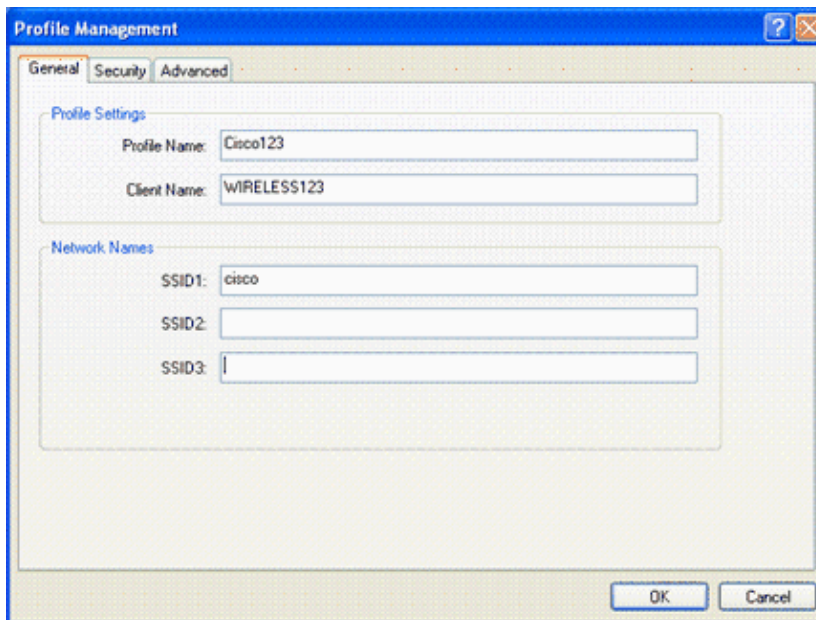 Profile Management
General Security Advanced
Profile Settings
Profile Name: Cisco123
Client Name: WIRELESS123
Network Names
SSID1: cisco
SSID2:
SSID3:
OK Cancel